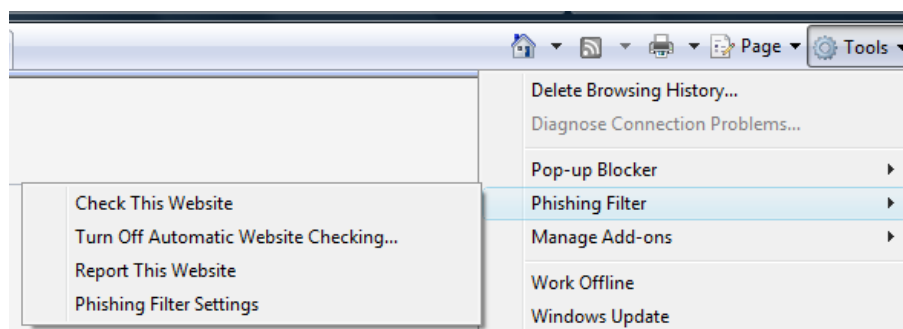 Page
Tools
Delete Browsing History...
Diagnose Connection Problems...
Pop-up Blocker
Phishing Filter
Manage Add-ons
Work Offline
Windows Update
Check This Website
Turn Off Automatic Website Checking...
Report This Website
Phishing Filter Settings